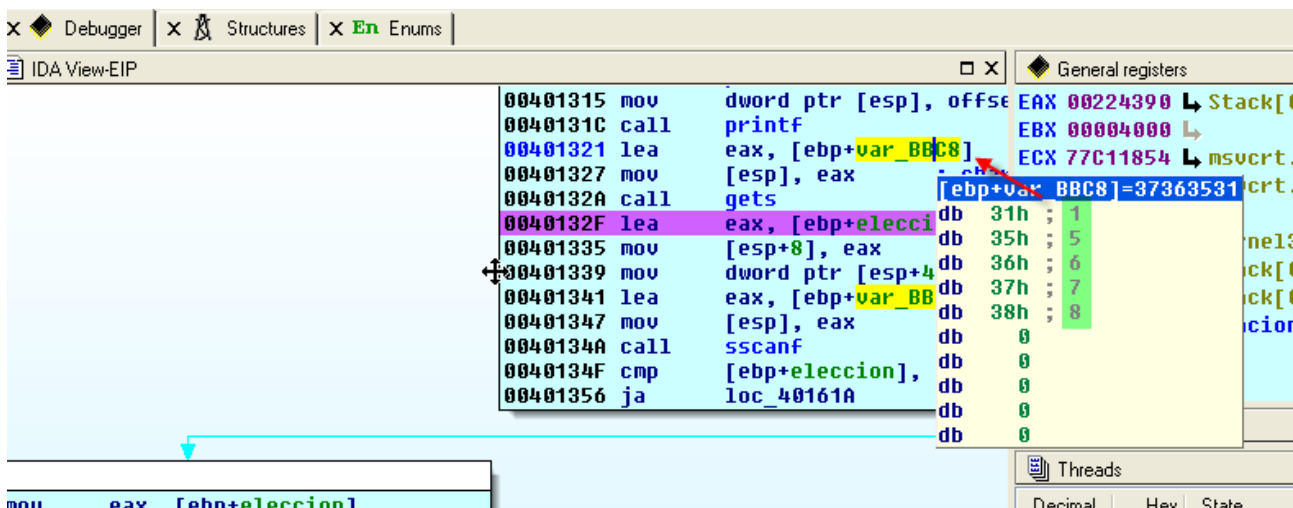 x Debugger x Structures x En Enums
IDA View-EIP
General registers
00401315 mov dword ptr [esp], offse
0040131C call printf
00401321 lea eax, [ebp+var_BBC8]
00401327 mov [esp], eax
0040132A call gets
0040132F lea eax, [ebp+elecci
00401335 mov [esp+8], eax
00401339 mov dword ptr [esp+4
00401341 lea eax, [ebp+var_BB
00401347 mov [esp], eax
0040134A call sscanf
0040134F cmp [ebp+eleccion],
00401356 ja loc_40161A
EAX 00224390 Stack[
EBX 00004000
ECX 77C11854 msvcrt.
[ebp+var_BBC8]=37363531
db 31h ; 1
db 35h ; 5
db 36h ; 6
db 37h ; 7
db 38h ; 8
db 0
db 0
db 0
db 0
db 0
crt.
nel3
ck[
ck[
cion
Threads
Decimal Hex State
mov eax [ebp+eleccion]